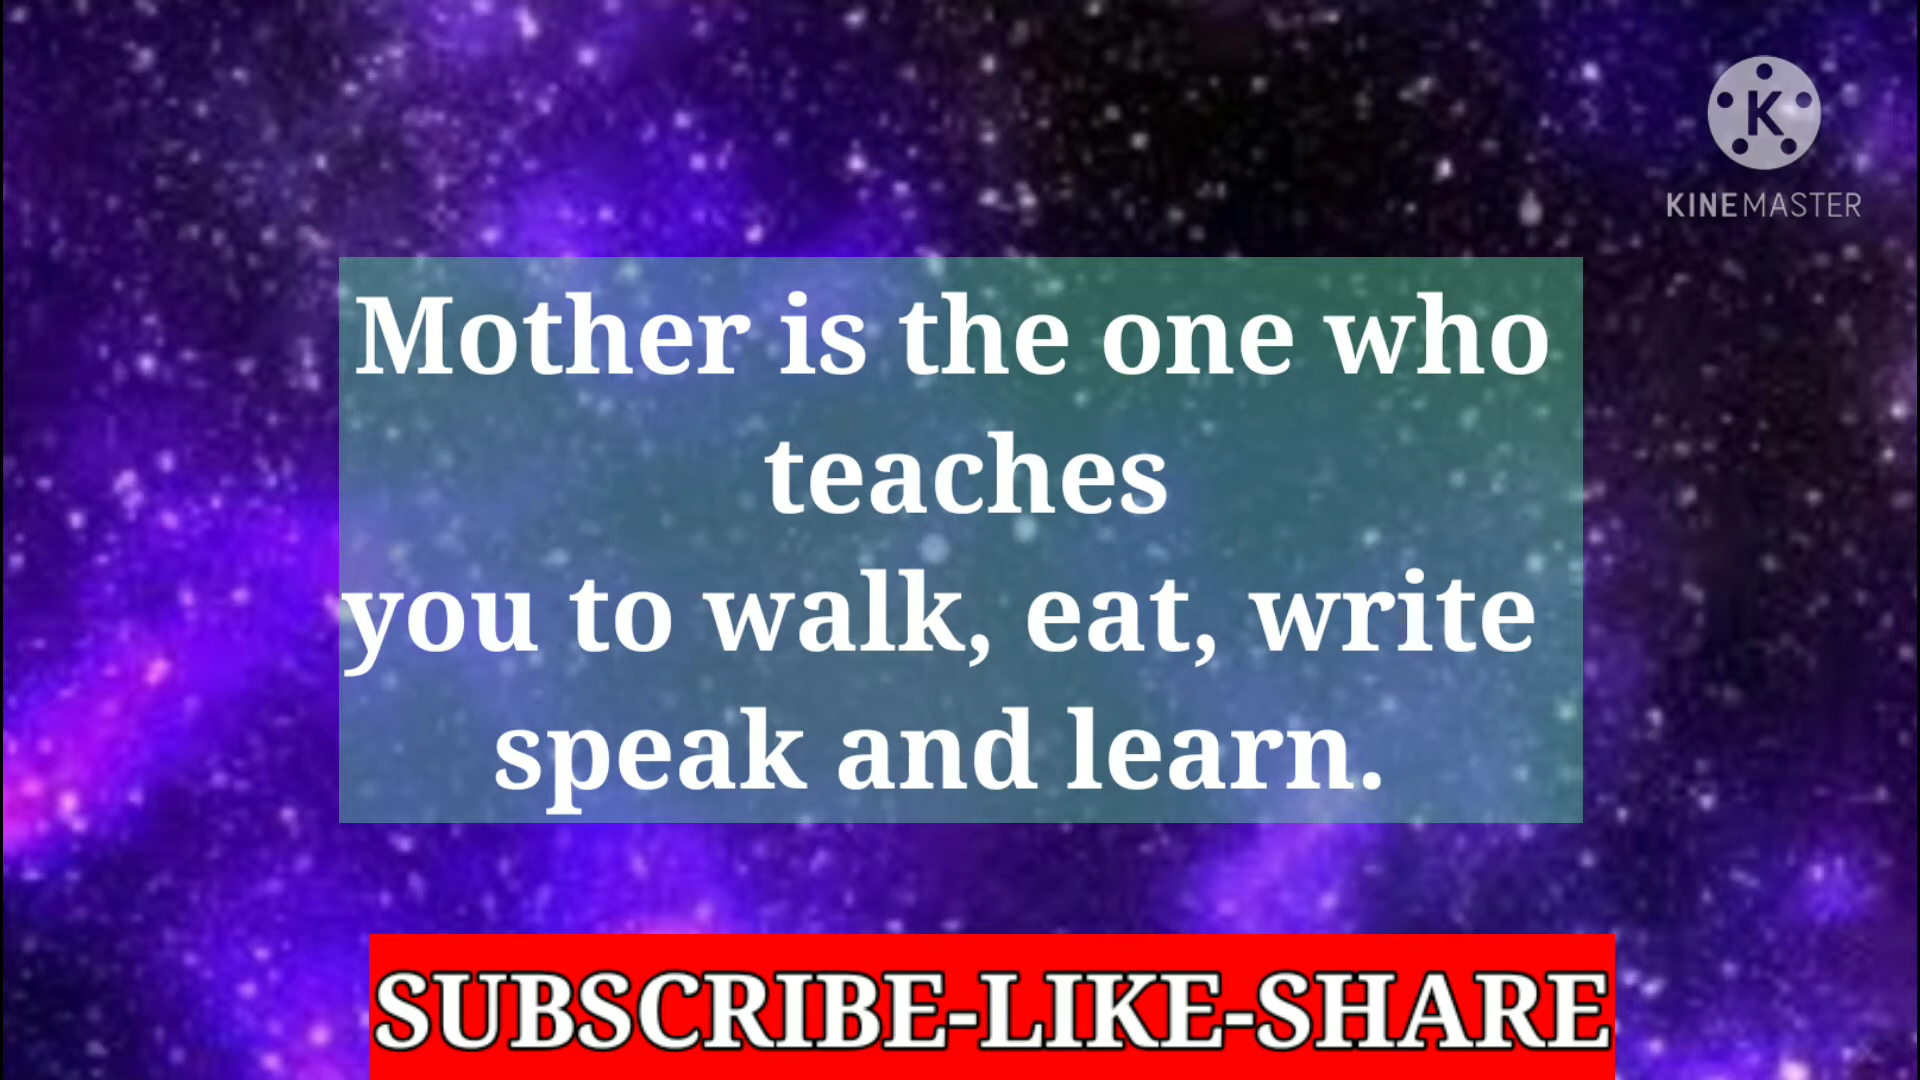 K
KINEMASTER
Mother is the one who
teaches
you to walk, eat, write
speak and learn.
SUBSCRIBE-LIKE-SHARE